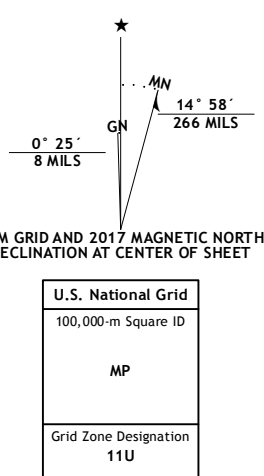 MN
GN
14° 58´
266 MILS
0° 25´
8 MILS
M GRID AND 2017 MAGNETIC NORTH
ECLINATION AT CENTER OF SHEET
U.S. National Grid
100,000-m Square ID
MP
Grid Zone Designation
11U